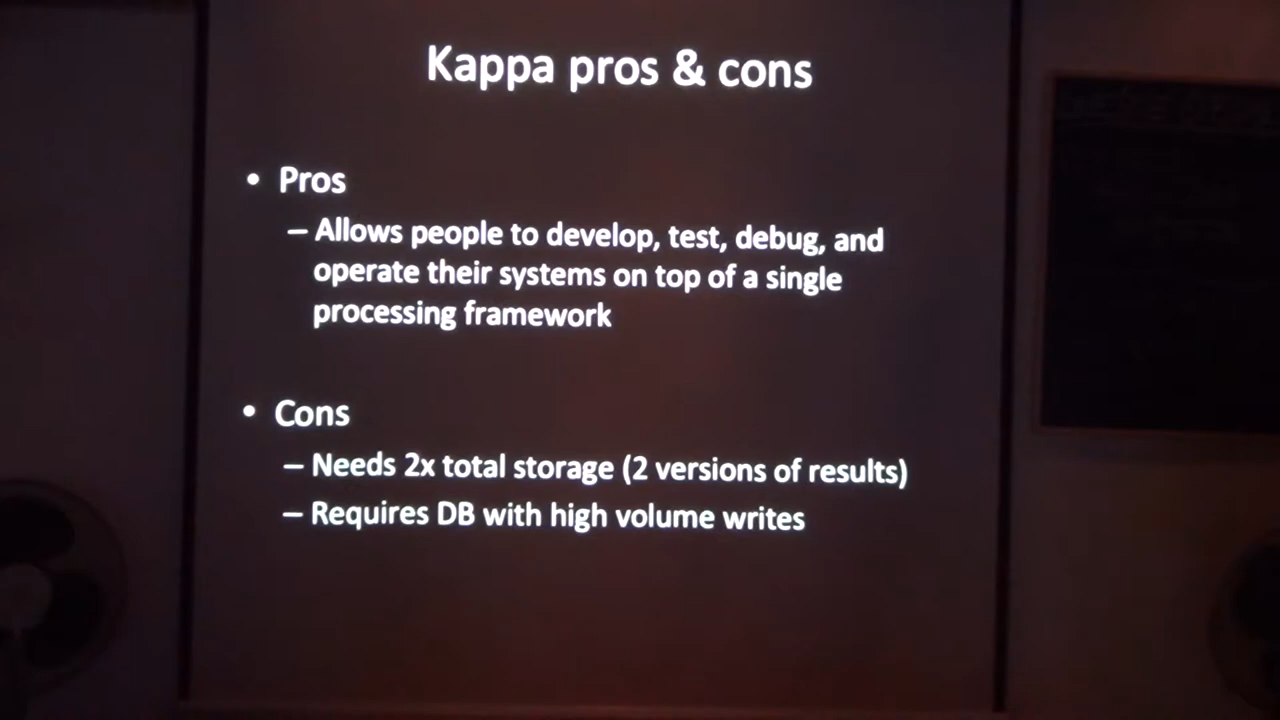 Kappa pros & cons
• Pros
– Allows people to develop, test, debug, and
operate their systems on top of a single
processing framework
• Cons
– Needs 2x total storage (2 versions of results)
– Requires DB with high volume writes